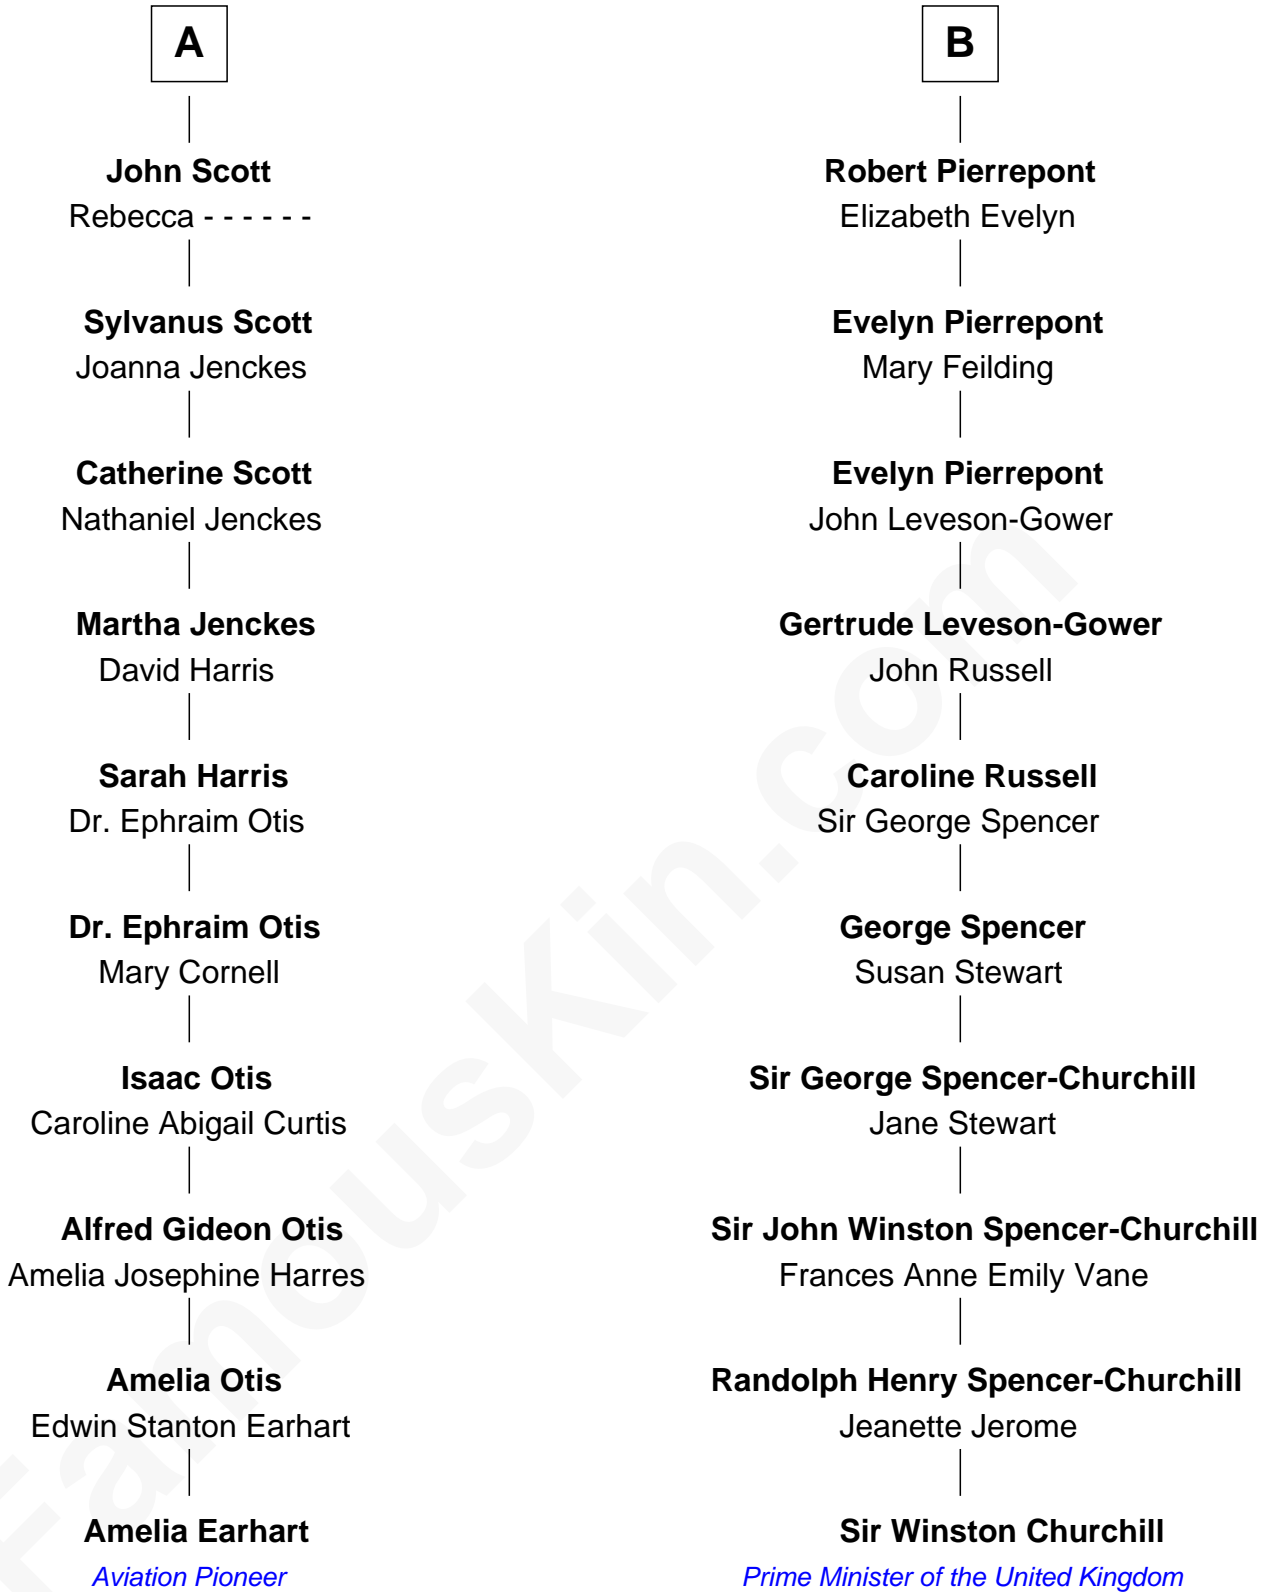 A
John Scott
Rebecca - - - - - -
Sylvanus Scott
Joanna Jenckes
Catherine Scott
Nathaniel Jenckes
Martha Jenckes
David Harris
Sarah Harris
Dr. Ephraim Otis
Dr. Ephraim Otis
Mary Cornell
Isaac Otis
Caroline Abigail Curtis
Alfred Gideon Otis
Amelia Josephine Harres
Amelia Otis
Edwin Stanton Earhart
Amelia Earhart
Aviation Pioneer
B
Robert Pierrepont
Elizabeth Evelyn
Evelyn Pierrepont
Mary Feilding
Evelyn Pierrepont
John Leveson-Gower
Gertrude Leveson-Gower
John Russell
Caroline Russell
Sir George Spencer
George Spencer
Susan Stewart
Sir George Spencer-Churchill
Jane Stewart
Sir John Winston Spencer-Churchill
Frances Anne Emily Vane
Randolph Henry Spencer-Churchill
Jeanette Jerome
Sir Winston Churchill
Prime Minister of the United Kingdom
FamousKin.com